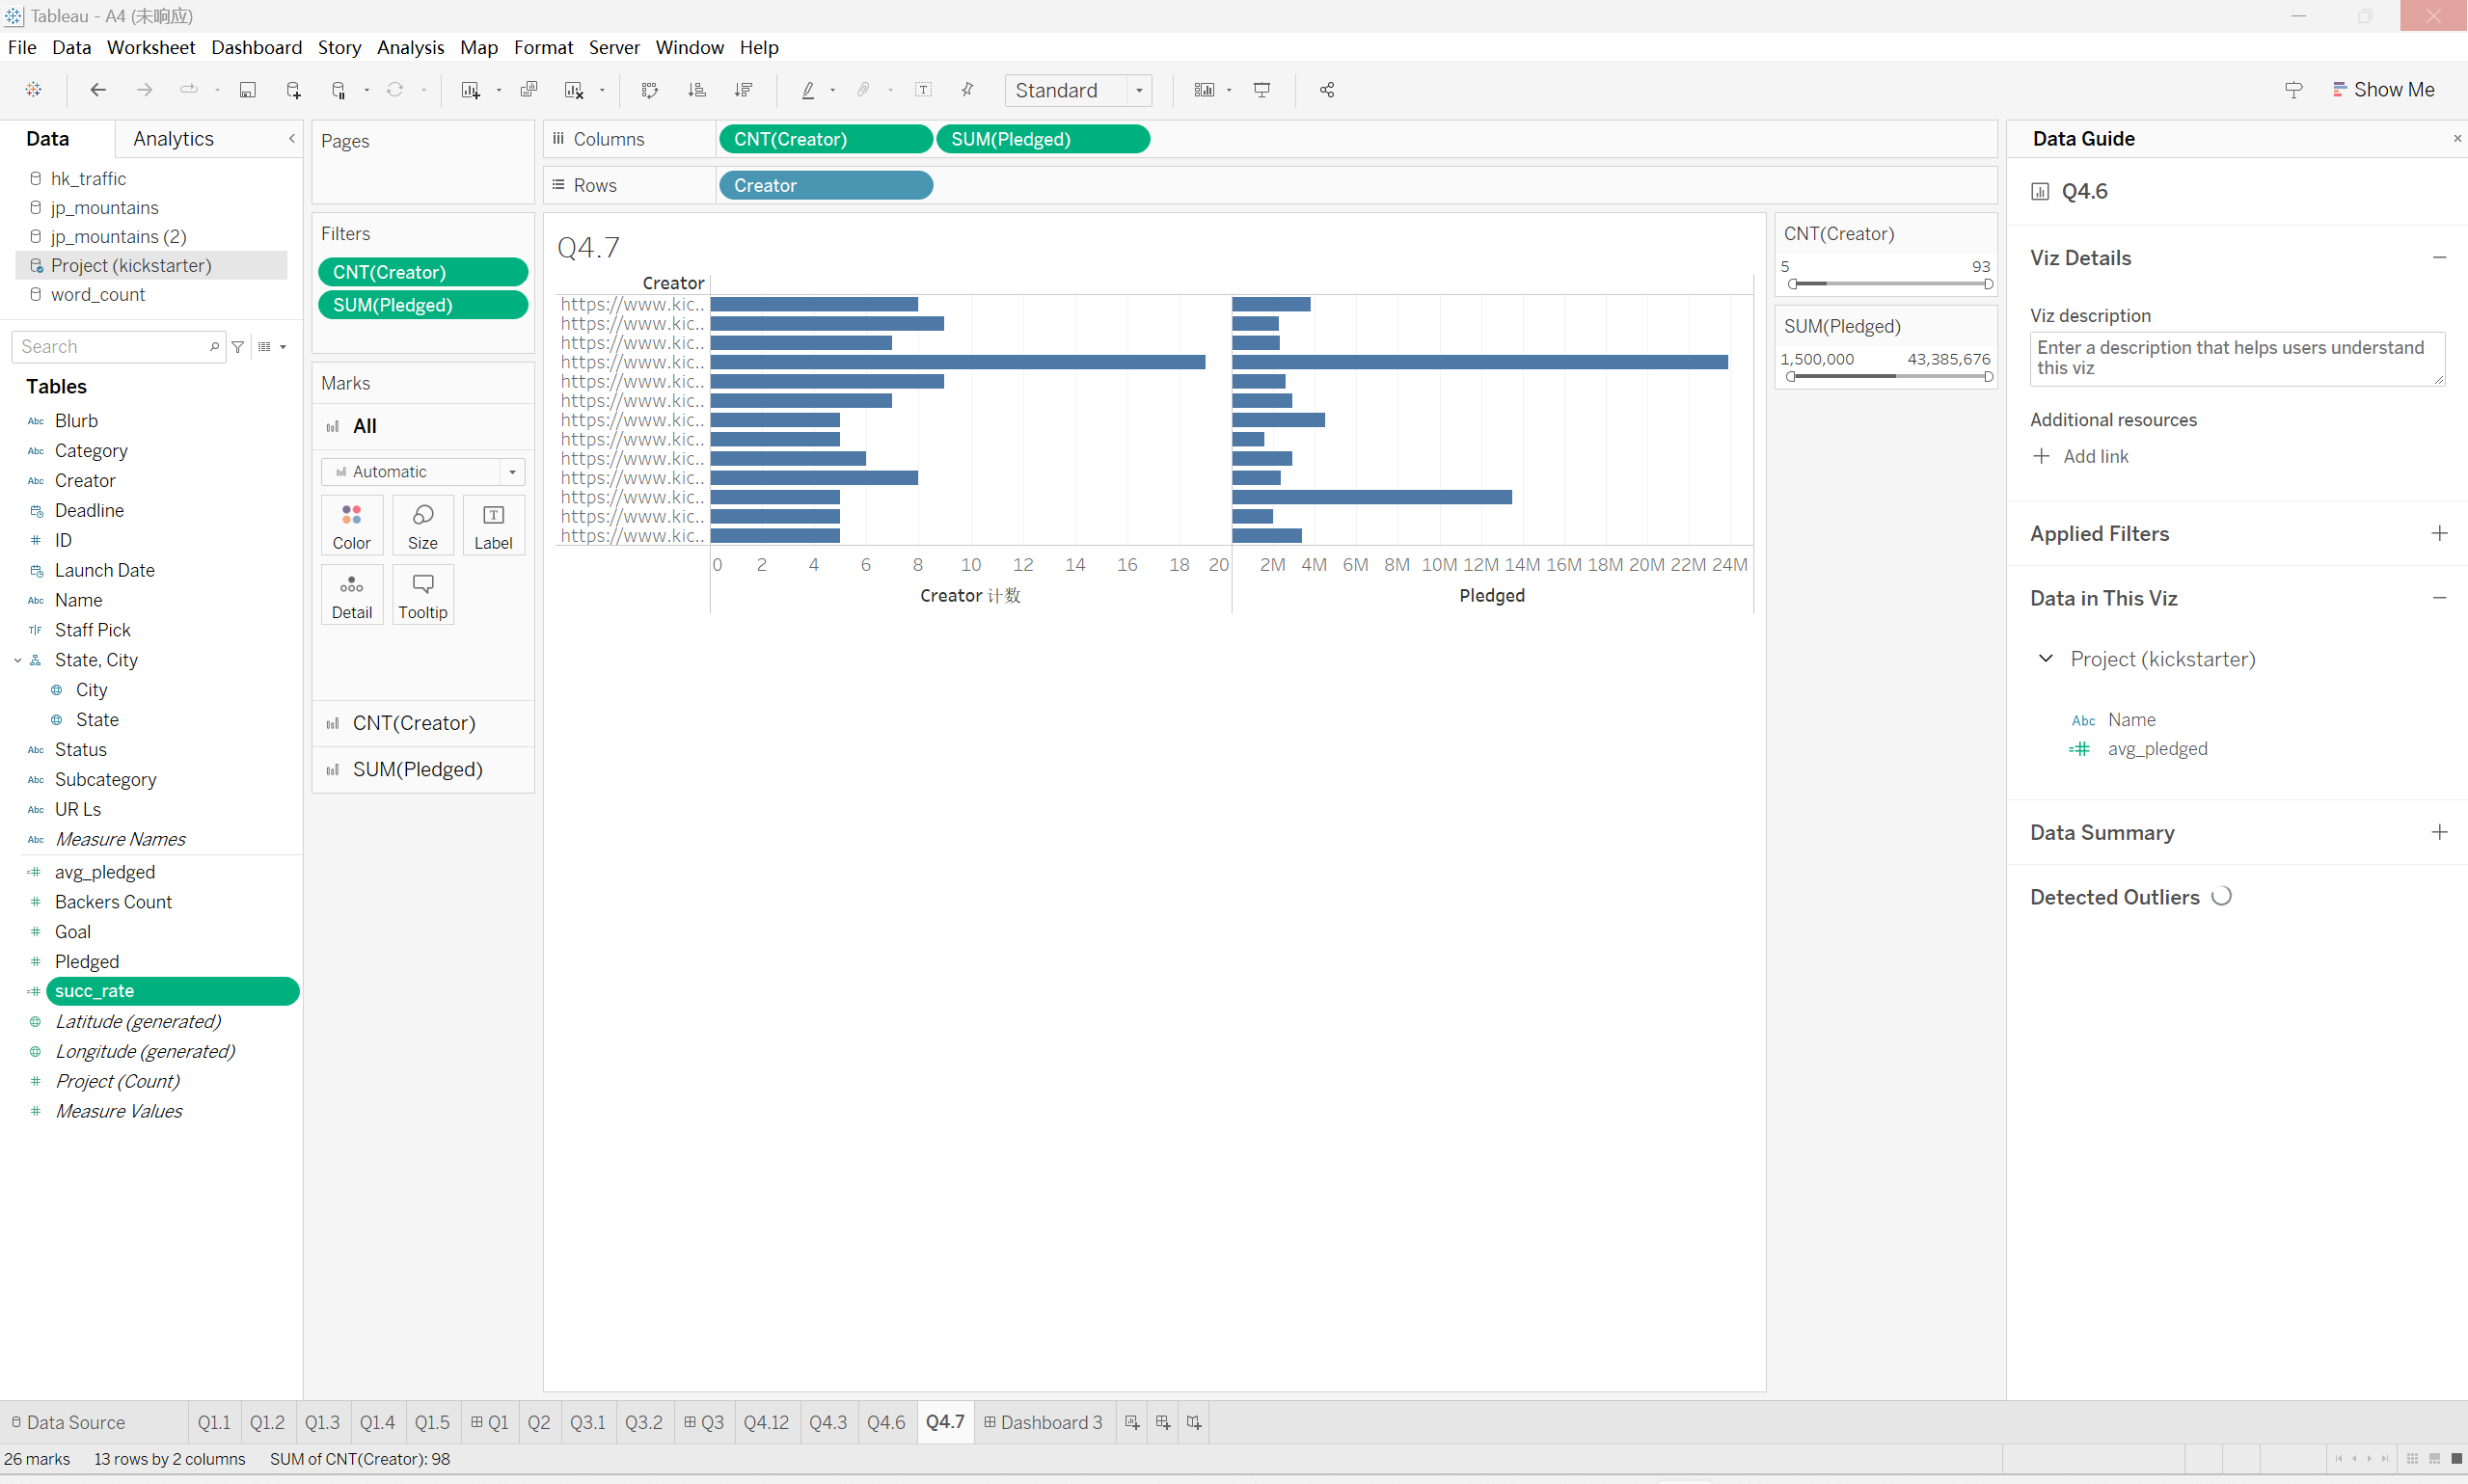 Tableau - A4 (未响应)
File Data Worksheet Dashboard Story Analysis Map Format Server Window Help
Standard
Show Me
Data Analytics
hk_traffic
jp_mountains
jp_mountains (2)
Project (kickstarter)
word_count
Search
Tables
Abc Blurb
Abc Category
Abc Creator
Deadline
# ID
Launch Date
Abc Name
T|F Staff Pick
State, City
City
State
Abc Status
Abc Subcategory
Abc UR Ls
Abc Measure Names
=# avg_pledged
# Backers Count
# Goal
# Pledged
=# succ_rate
Latitude (generated)
Longitude (generated)
# Project (Count)
# Measure Values
Pages
Filters
CNT(Creator)
SUM(Pledged)
Marks
All
Automatic
Color Size Label
Detail Tooltip
CNT(Creator)
SUM(Pledged)
Columns CNT(Creator) SUM(Pledged)
Rows Creator
Q4.7
Creator
https://www.kic..
https://www.kic..
https://www.kic..
https://www.kic..
https://www.kic..
https://www.kic..
https://www.kic..
https://www.kic..
https://www.kic..
https://www.kic..
https://www.kic..
https://www.kic..
https://www.kic..
0 2 4 6 8 10 12 14 16 18 20 2M 4M 6M 8M 10M 12M 14M 16M 18M 20M 22M 24M
Creator 计数 Pledged
CNT(Creator)
5 93
SUM(Pledged)
1,500,000 43,385,676
Data Guide
Q4.6
Viz Details
Viz description
Enter a description that helps users understand
this viz
Additional resources
Add link
Applied Filters
Data in This Viz
Project (kickstarter)
Abc Name
=# avg_pledged
Data Summary
Detected Outliers
Data Source Q1.1 Q1.2 Q1.3 Q1.4 Q1.5 Q1 Q2 Q3.1 Q3.2 Q3 Q4.12 Q4.3 Q4.6 Q4.7 Dashboard 3
26 marks 13 rows by 2 columns SUM of CNT(Creator): 98